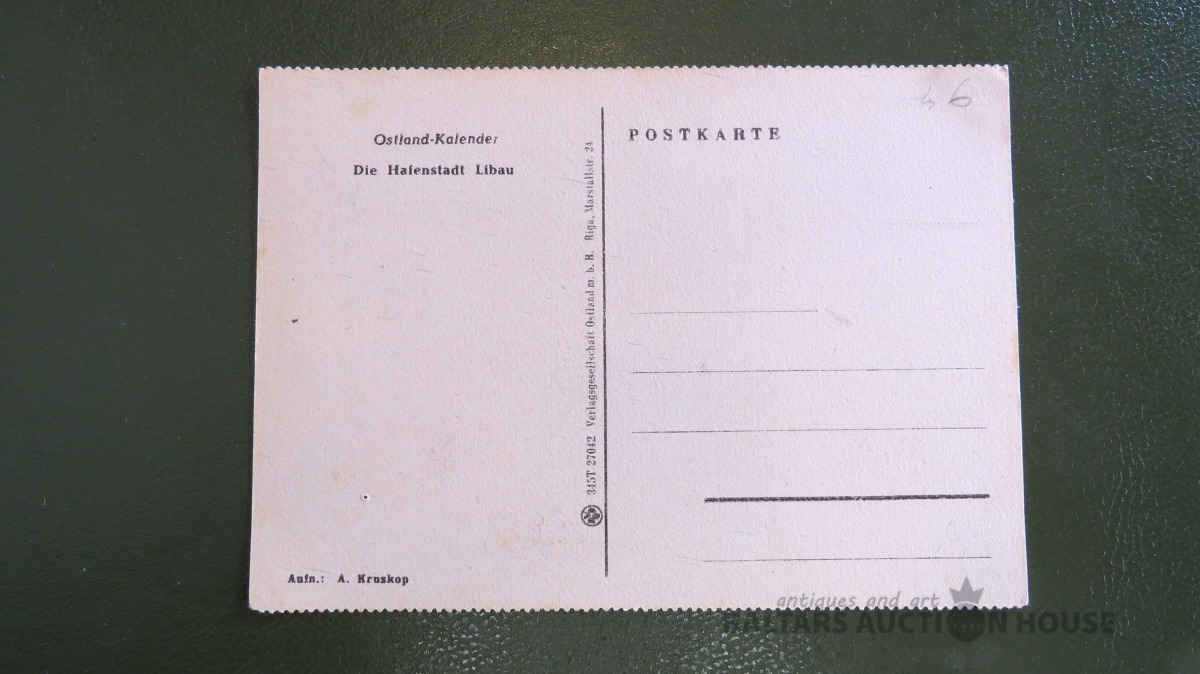 Ostland-Kalender
Die Hafenstadt Libau
Aufn.: A. Kruskop
345T 27042 Verlagsgesellschaft Ostland m. b. H. Riga, Marstallstr. 24
POSTKARTE
antiques and art
BALTARS AUCTION HOUSE